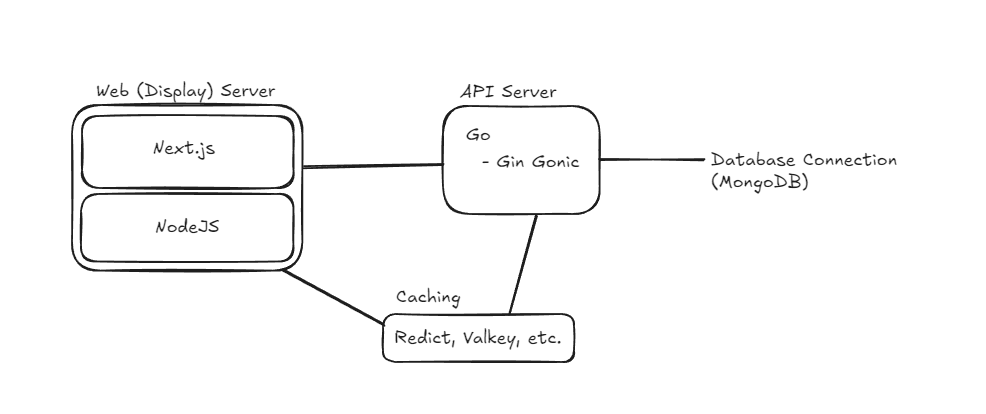 Web (Display) Server
Next.js
NodeJS
API Server
Go
- Gin Gonic
Database Connection
(MongoDB)
Caching
Redict, Valkey, etc.